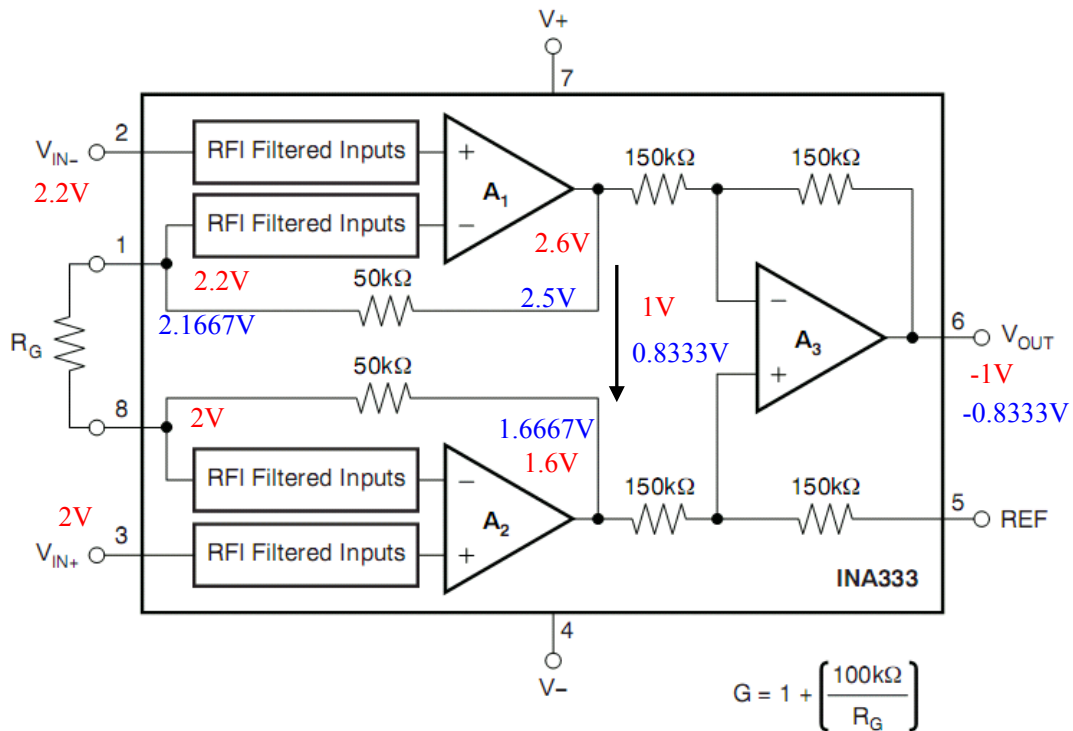 V+
7
2
V_IN–
RFI Filtered Inputs
+
150kΩ
150kΩ
2.2V
A₁
RFI Filtered Inputs
–
1
2.6V
2.2V
50kΩ
2.5V
1V
–
2.1667V
6
V_OUT
R_G
0.8333V
A₃
50kΩ
+
-1V
8
2V
-0.8333V
1.6667V
1.6V
RFI Filtered Inputs
–
150kΩ
150kΩ
2V
A₂
5
REF
V_IN+
3
RFI Filtered Inputs
+
INA333
4
V–
G = 1 + (100kΩ / R_G)